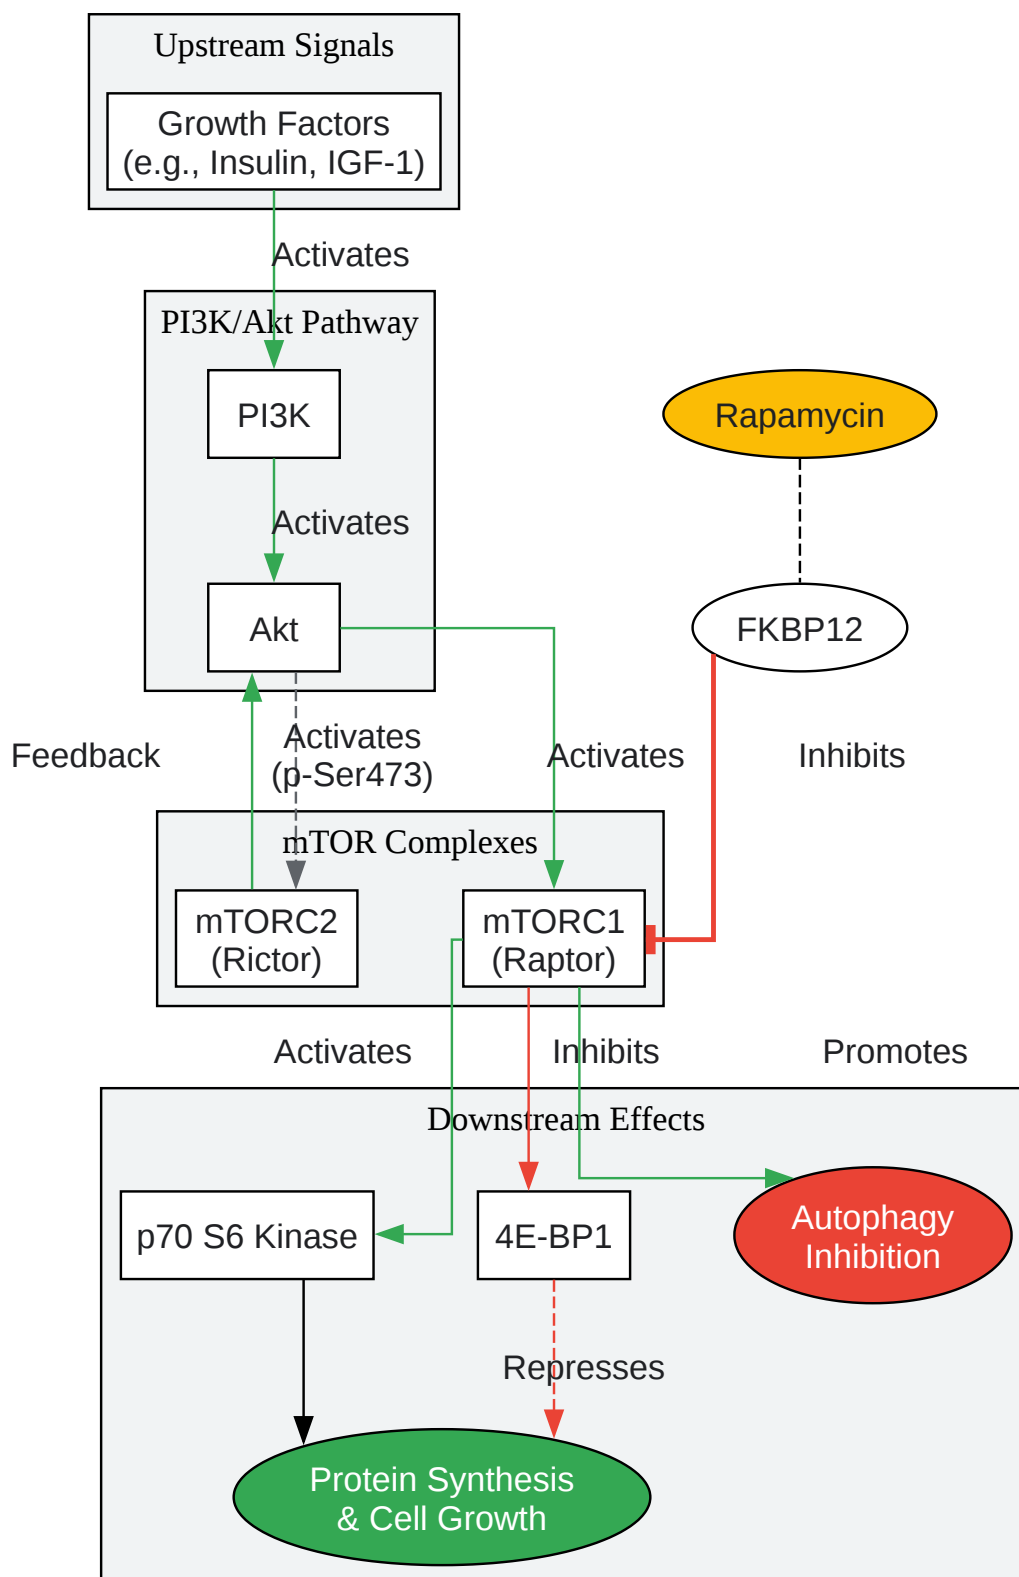 Upstream Signals
Growth Factors
(e.g., Insulin, IGF-1)
Activates
PI3K/Akt Pathway
PI3K
Rapamycin
Activates
Akt
FKBP12
Feedback
Activates
(p-Ser473)
Activates
Inhibits
mTOR Complexes
mTORC2
(Rictor)
mTORC1
(Raptor)
Activates
Inhibits
Promotes
Downstream Effects
p70 S6 Kinase
4E-BP1
Autophagy
Inhibition
Represses
Protein Synthesis
& Cell Growth